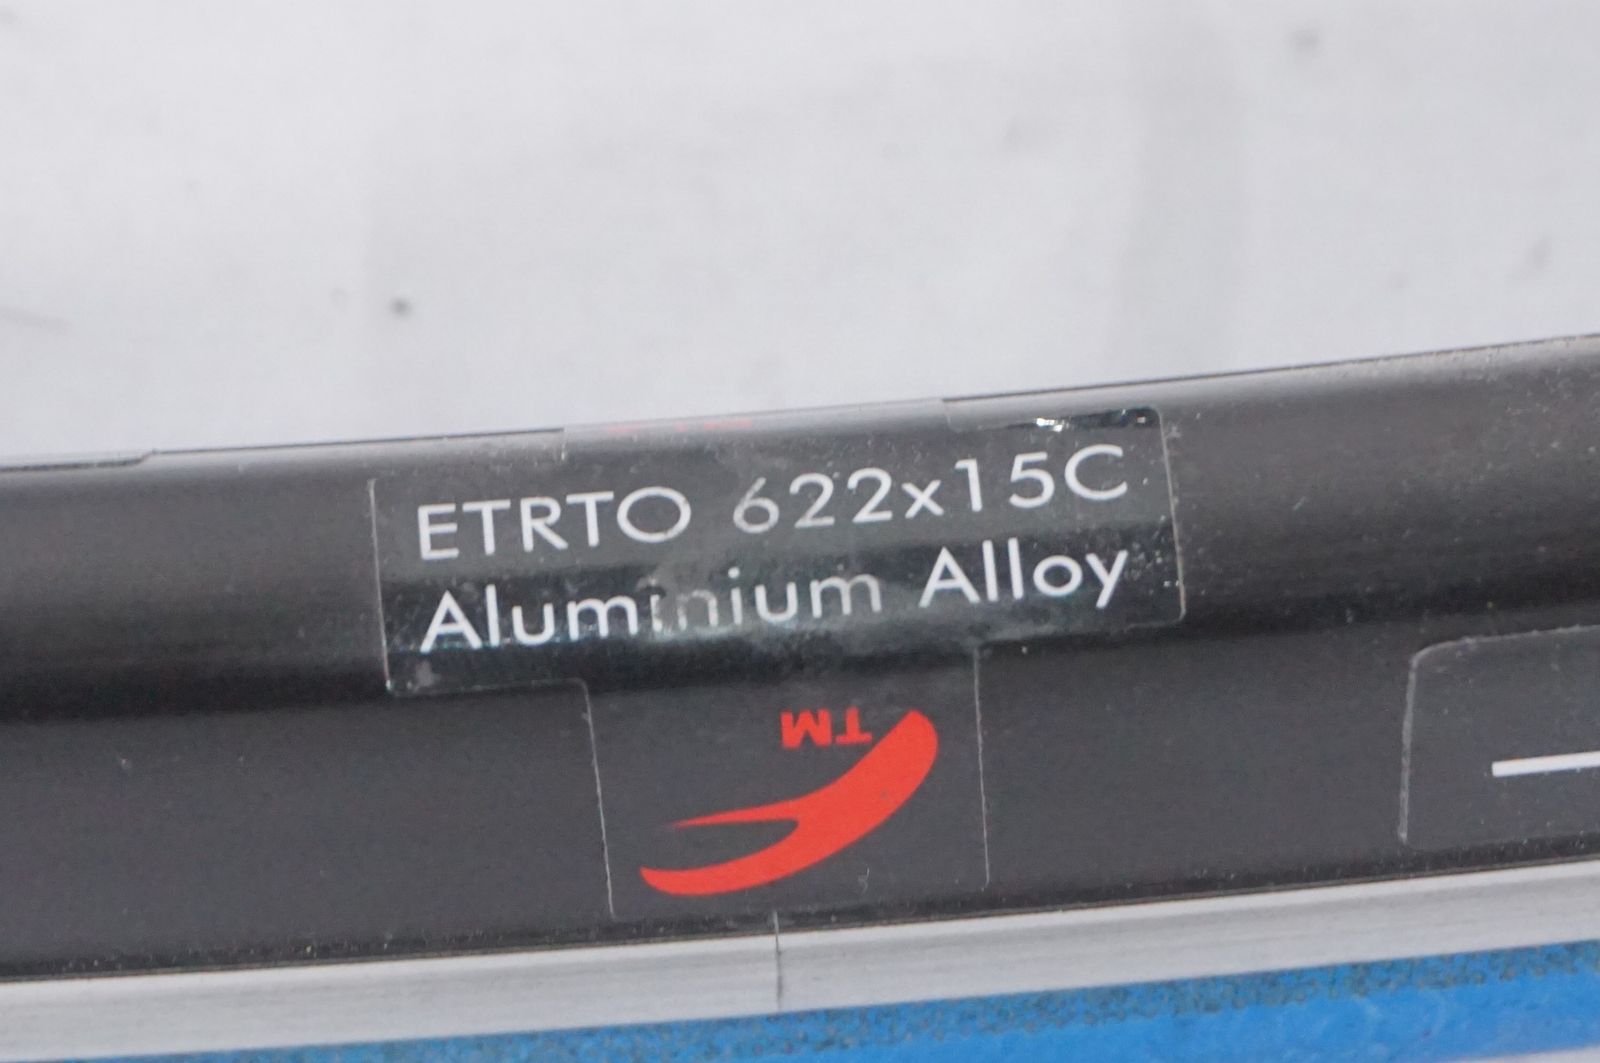 ETRTO 622x15C
Aluminium Alloy
TM